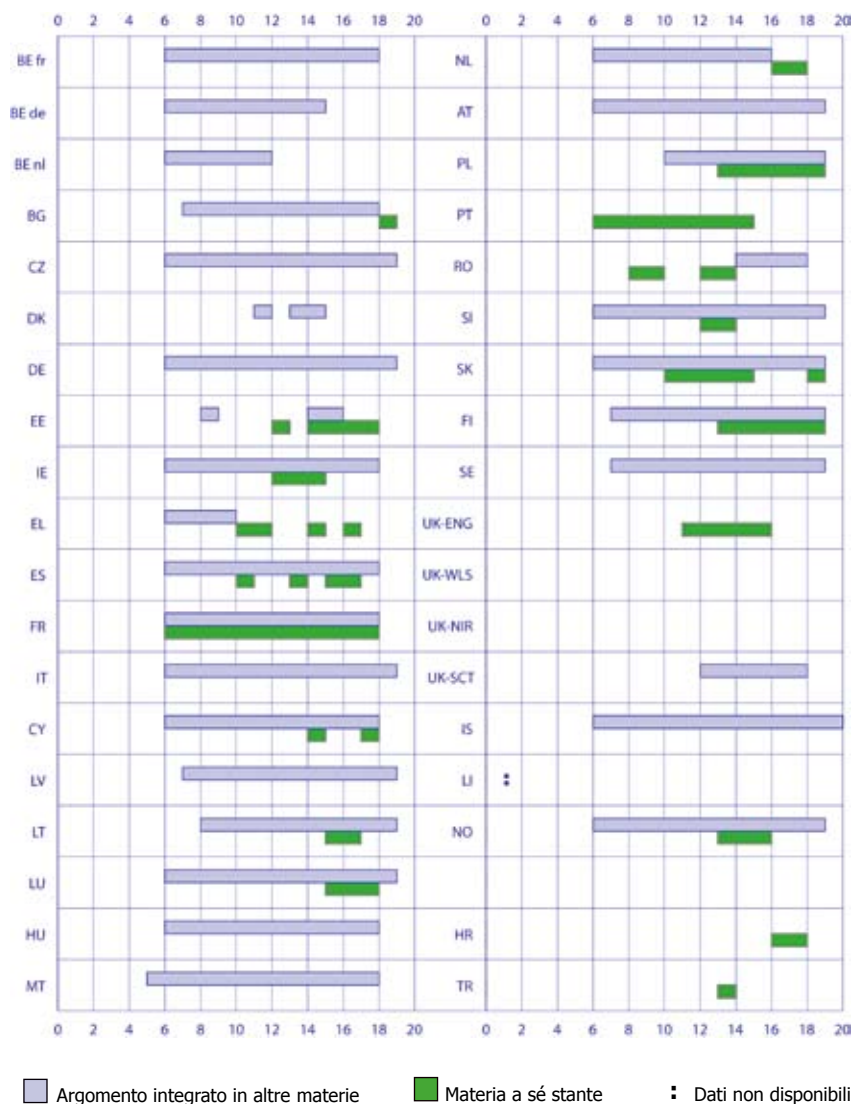 0 2 4 6 8 10 12 14 16 18 20 0 2 4 6 8 10 12 14 16 18 20
BE fr NL
BE de AT
BE nl PL
BG PT
CZ RO
DK SI
DE SK
EE FI
IE SE
EL UK-ENG
ES UK-WLS
FR UK-NIR
IT UK-SCT
CY IS
LV LI :
LT NO
LU
HU HR
MT TR
0 2 4 6 8 10 12 14 16 18 20 0 2 4 6 8 10 12 14 16 18 20
Argomento integrato in altre materie Materia a sé stante : Dati non disponibili